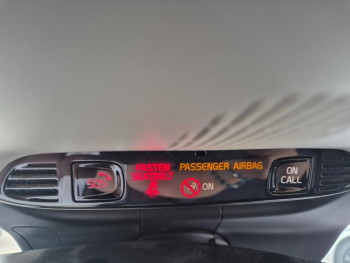 SOS
FASTEN
SEATBELT
PASSENGER AIRBAG
ON
ON
CALL